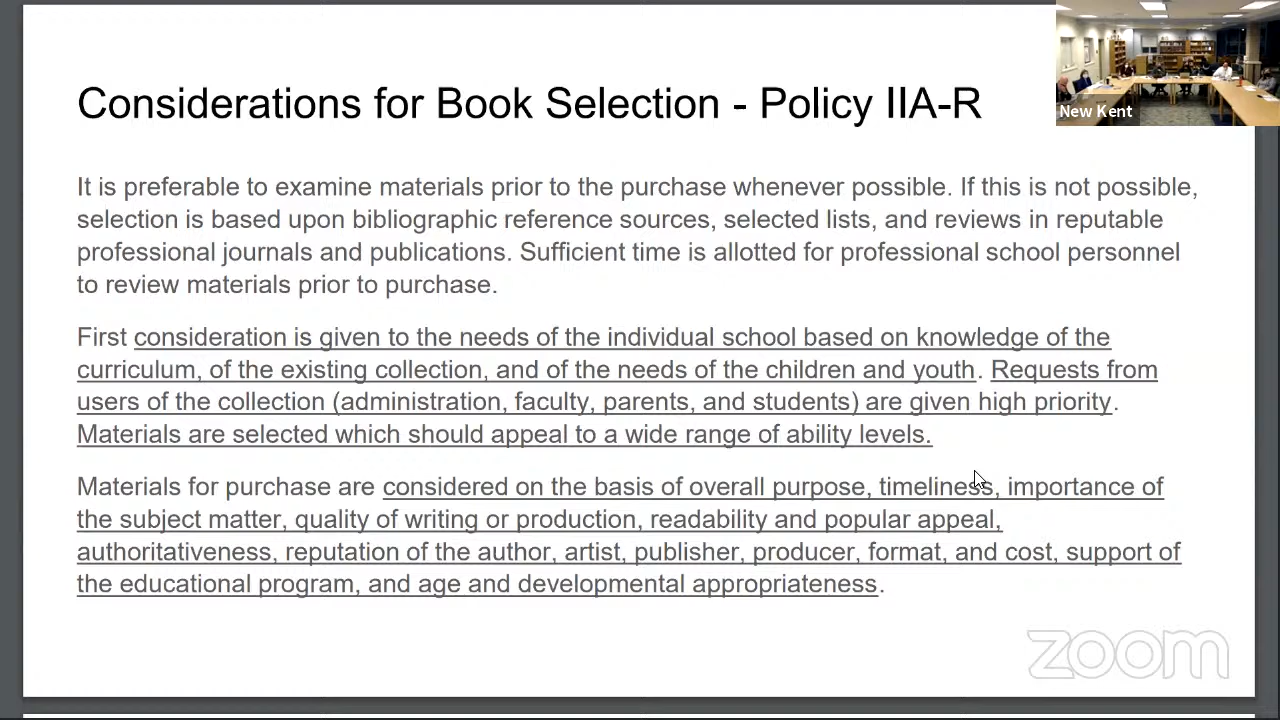 Considerations for Book Selection - Policy IIA-R
New Kent
It is preferable to examine materials prior to the purchase whenever possible. If this is not possible,
selection is based upon bibliographic reference sources, selected lists, and reviews in reputable
professional journals and publications. Sufficient time is allotted for professional school personnel
to review materials prior to purchase.
First consideration is given to the needs of the individual school based on knowledge of the
curriculum, of the existing collection, and of the needs of the children and youth. Requests from
users of the collection (administration, faculty, parents, and students) are given high priority.
Materials are selected which should appeal to a wide range of ability levels.
Materials for purchase are considered on the basis of overall purpose, timeliness, importance of
the subject matter, quality of writing or production, readability and popular appeal,
authoritativeness, reputation of the author, artist, publisher, producer, format, and cost, support of
the educational program, and age and developmental appropriateness.
zoom